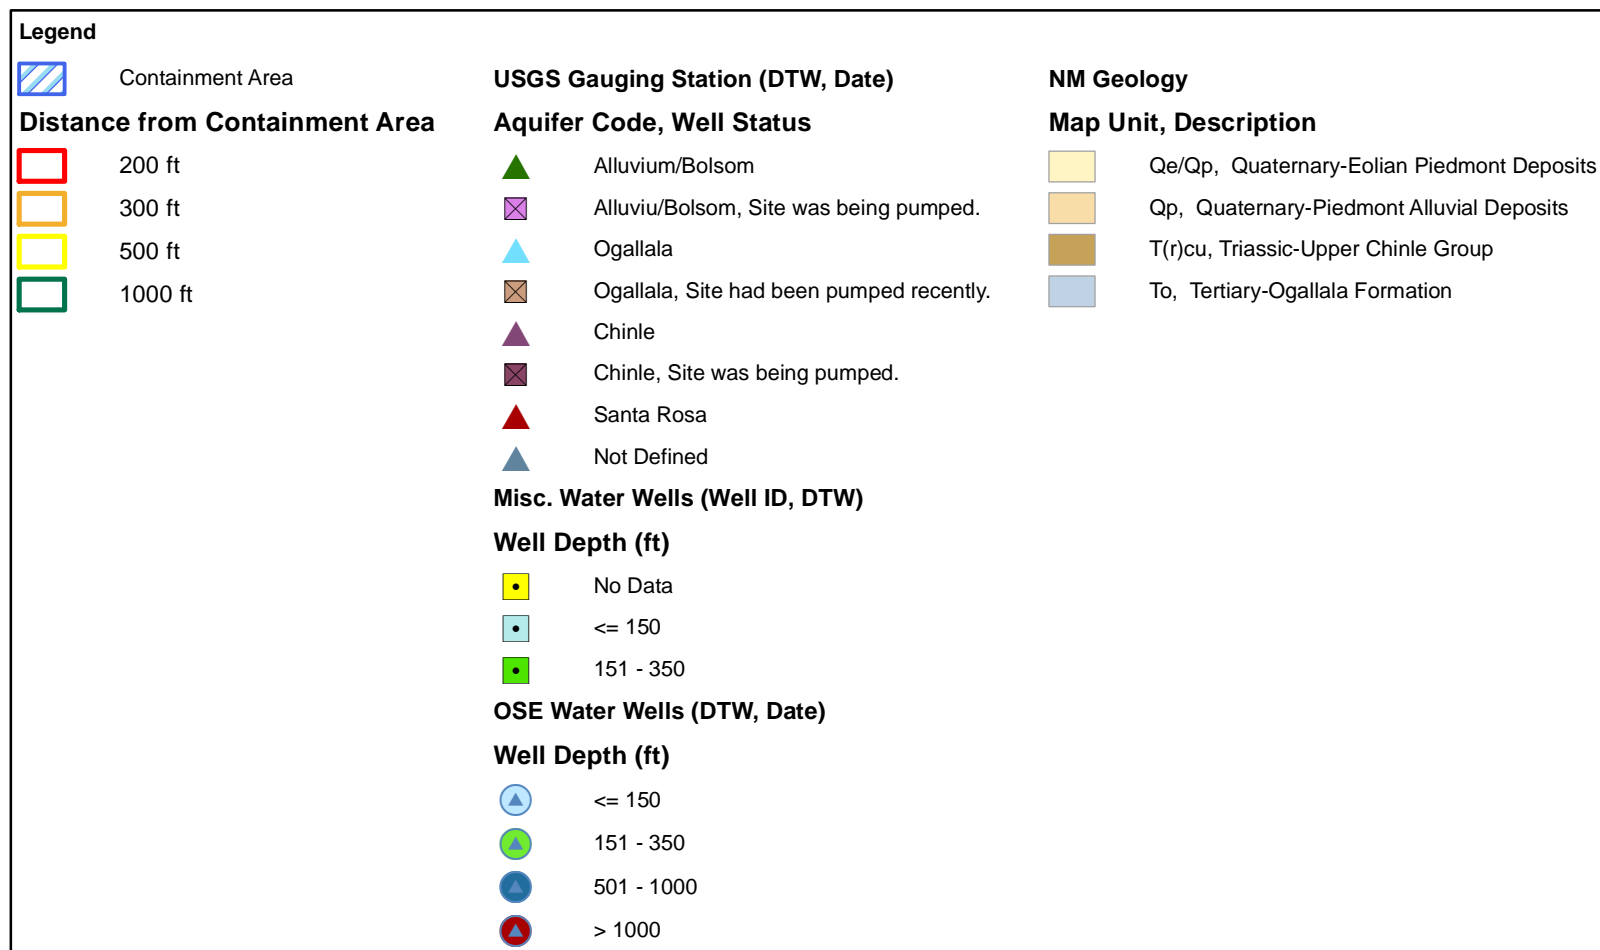 Legend
Containment Area
Distance from Containment Area
200 ft
300 ft
500 ft
1000 ft
USGS Gauging Station (DTW, Date)
Aquifer Code, Well Status
Alluvium/Bolsom
Alluviu/Bolsom, Site was being pumped.
Ogallala
Ogallala, Site had been pumped recently.
Chinle
Chinle, Site was being pumped.
Santa Rosa
Not Defined
Misc. Water Wells (Well ID, DTW)
Well Depth (ft)
No Data
<= 150
151 - 350
OSE Water Wells (DTW, Date)
Well Depth (ft)
<= 150
151 - 350
501 - 1000
> 1000
NM Geology
Map Unit, Description
Qe/Qp, Quaternary-Eolian Piedmont Deposits
Qp, Quaternary-Piedmont Alluvial Deposits
T(r)cu, Triassic-Upper Chinle Group
To, Tertiary-Ogallala Formation